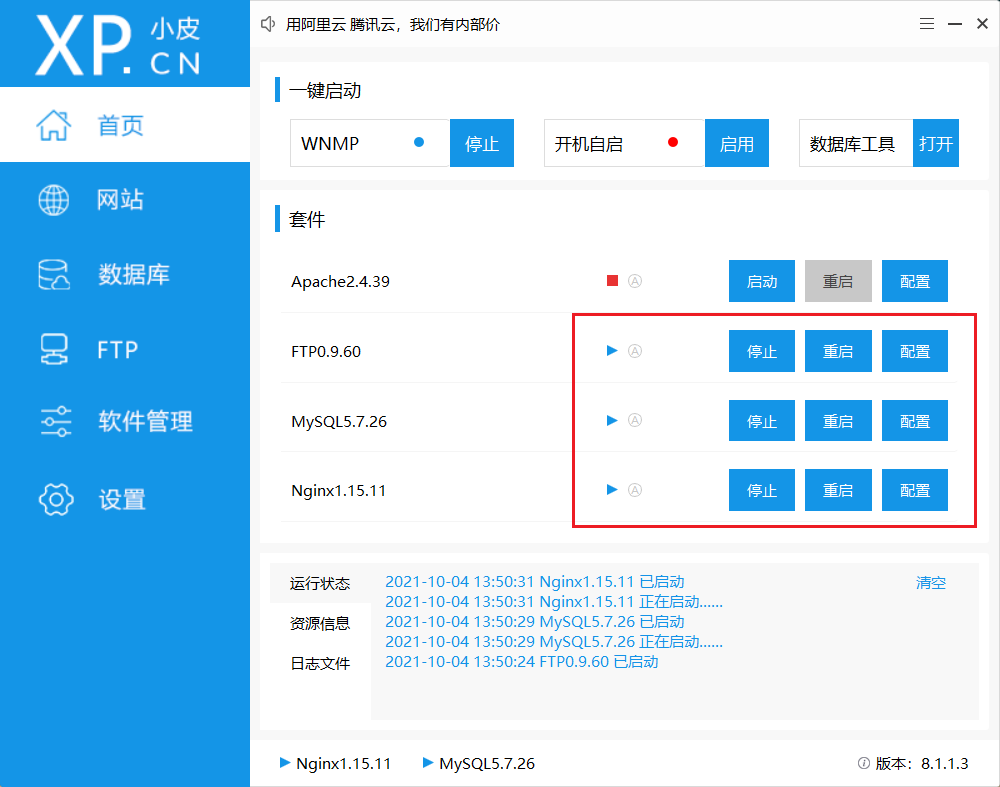 XP. 小皮 CN
用阿里云 腾讯云，我们有内部价
首页
网站
数据库
FTP
软件管理
设置
一键启动
WNMP 停止 开机自启 启用 数据库工具 打开
套件
Apache2.4.39 A 启动 重启 配置
FTP0.9.60 A 停止 重启 配置
MySQL5.7.26 A 停止 重启 配置
Nginx1.15.11 A 停止 重启 配置
运行状态
资源信息
日志文件
2021-10-04 13:50:31 Nginx1.15.11 已启动
2021-10-04 13:50:31 Nginx1.15.11 正在启动......
2021-10-04 13:50:29 MySQL5.7.26 已启动
2021-10-04 13:50:29 MySQL5.7.26 正在启动......
2021-10-04 13:50:24 FTP0.9.60 已启动
清空
Nginx1.15.11 MySQL5.7.26 版本：8.1.1.3